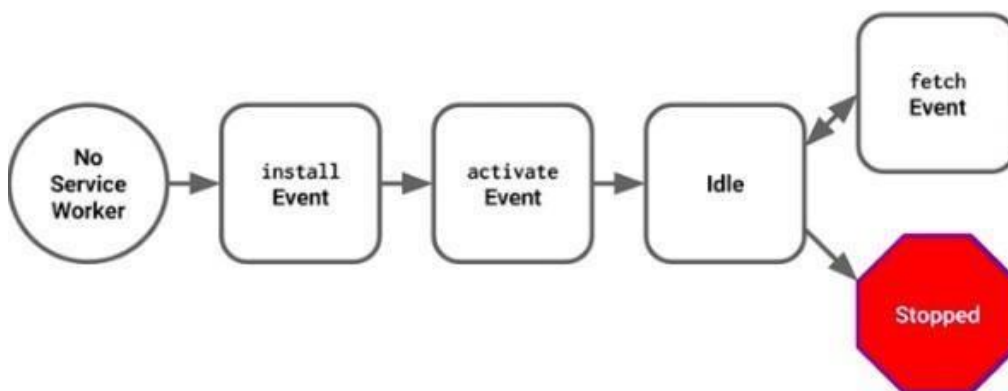 No
Service
Worker
install
Event
activate
Event
Idle
fetch
Event
Stopped